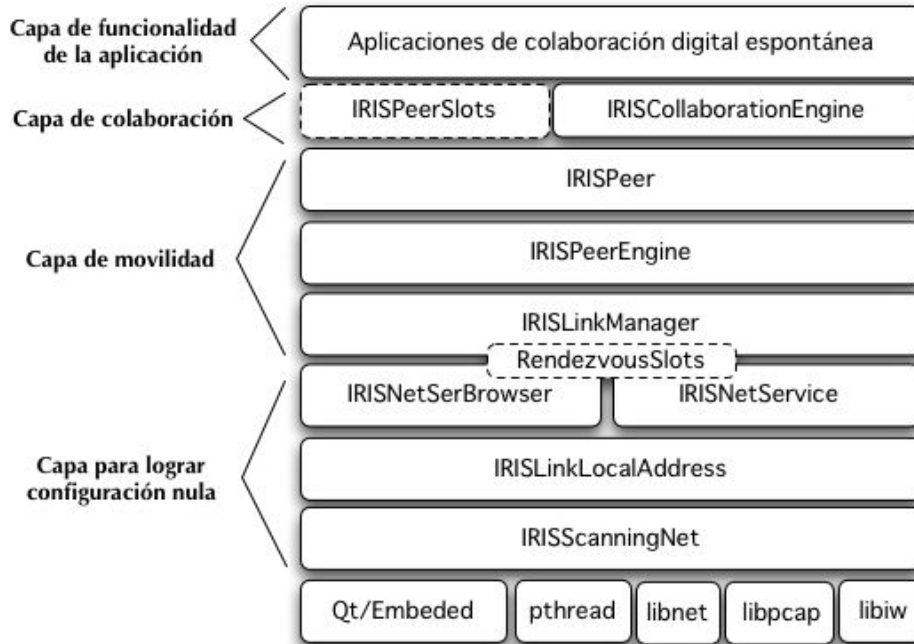 Capa de funcionalidad
de la aplicación
Aplicaciones de colaboración digital espontánea
Capa de colaboración
IRISPeerSlots
IRISCollaborationEngine
IRISPeer
Capa de movilidad
IRISPeerEngine
IRISLinkManager
RendezvousSlots
IRISNetSerBrowser
IRISNetService
Capa para lograr
configuración nula
IRISLinkLocalAddress
IRISScanningNet
Qt/Embeded
pthread
libnet
libpcap
libiw